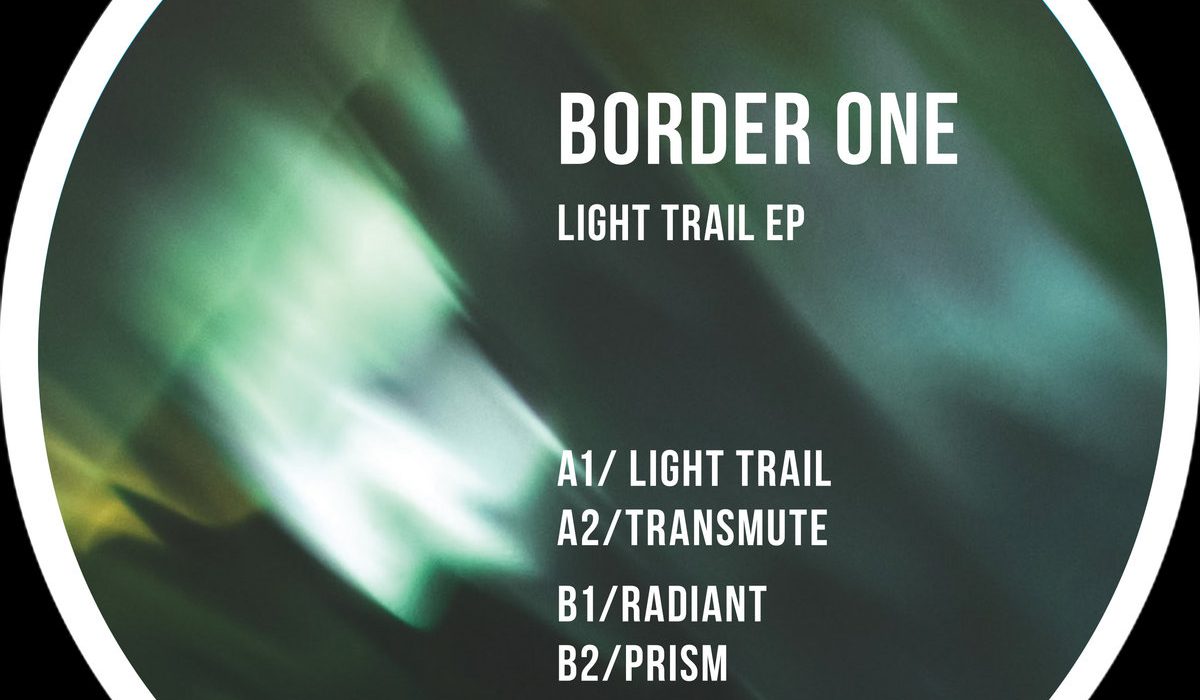 BORDER ONE
LIGHT TRAIL EP
A1/ LIGHT TRAIL
A2/TRANSMUTE
B1/RADIANT
B2/PRISM